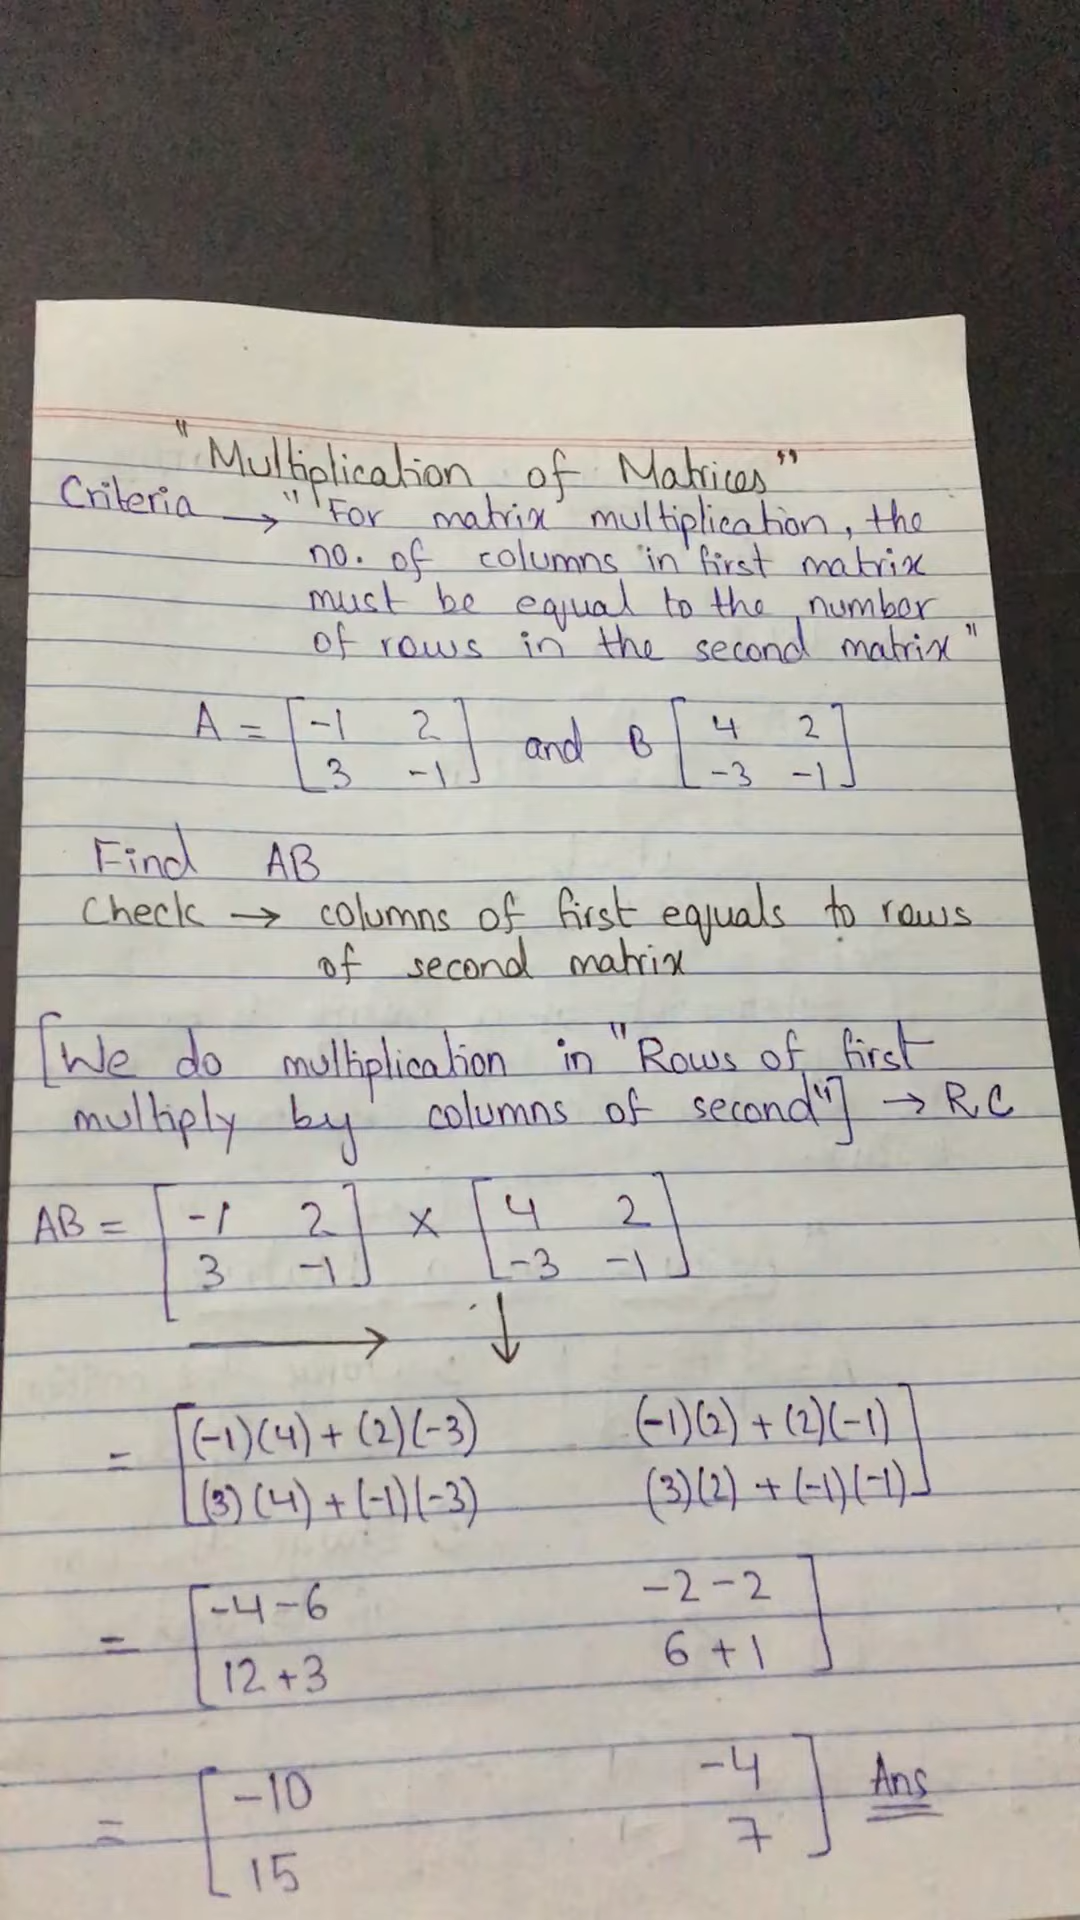 "Multiplication of Matrices"
Criteria → "For matrix multiplication, the
no. of columns in first matrix
must be equal to the number
of rows in the second matrix"
A = [-1 2] and B [4 2]
[3 -1] [-3 -1]
Find AB
Check → columns of first equals to rows
of second matrix
[We do multiplication in "Rows of first
multiply by columns of second"] → RC
AB = [-1 2] × [4 2]
[3 -1] [-3 -1]
→ ↓
= [(-1)(4) + (2)(-3) (-1)(2) + (2)(-1)]
[(3)(4) + (-1)(-3) (3)(2) + (-1)(-1)]
= [-4-6 -2-2]
[12+3 6+1]
= [-10 -4] Ans
[15 7]